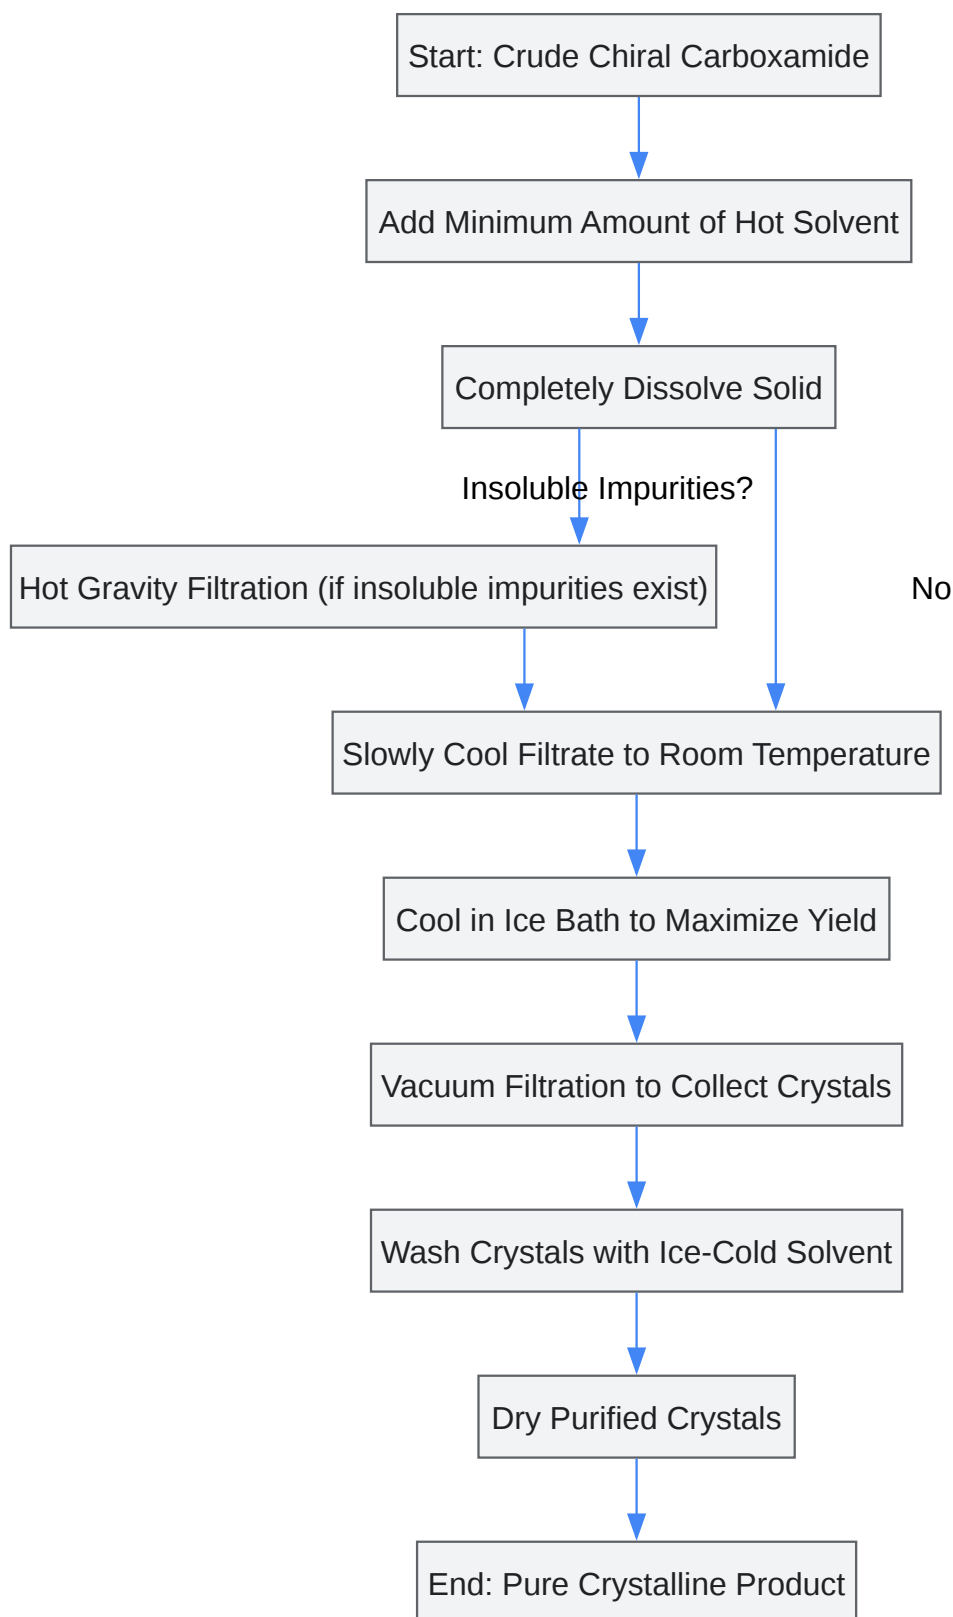 Start: Crude Chiral Carboxamide
Add Minimum Amount of Hot Solvent
Completely Dissolve Solid
Insoluble Impurities?
Hot Gravity Filtration (if insoluble impurities exist)
No
Slowly Cool Filtrate to Room Temperature
Cool in Ice Bath to Maximize Yield
Vacuum Filtration to Collect Crystals
Wash Crystals with Ice-Cold Solvent
Dry Purified Crystals
End: Pure Crystalline Product